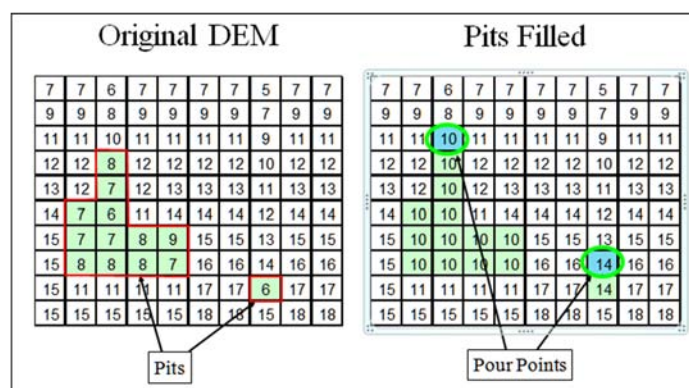 Original DEM
7 7 6 7 7 7 7 5 7 7
9 9 8 9 9 9 9 7 9 9
11 11 10 11 11 11 11 9 11 11
12 12 8 12 12 12 12 10 12 12
13 12 7 12 13 13 13 11 13 13
14 7 6 11 14 14 14 12 14 14
15 7 7 8 9 15 15 13 15 15
15 8 8 8 7 16 16 14 16 16
15 11 11 11 11 17 17 6 17 17
15 15 15 15 15 18 18 15 18 18
Pits
Pits Filled
7 7 6 7 7 7 7 5 7 7
9 9 8 9 9 9 9 7 9 9
11 11 10 11 11 11 11 9 11 11
12 12 10 12 12 12 12 10 12 12
13 12 10 12 13 13 13 11 13 13
14 10 10 11 14 14 14 12 14 14
15 10 10 10 10 15 15 13 15 15
15 10 10 10 10 16 16 14 16 16
15 11 11 11 11 17 17 14 17 17
15 15 15 15 15 18 18 15 18 18
Pour Points